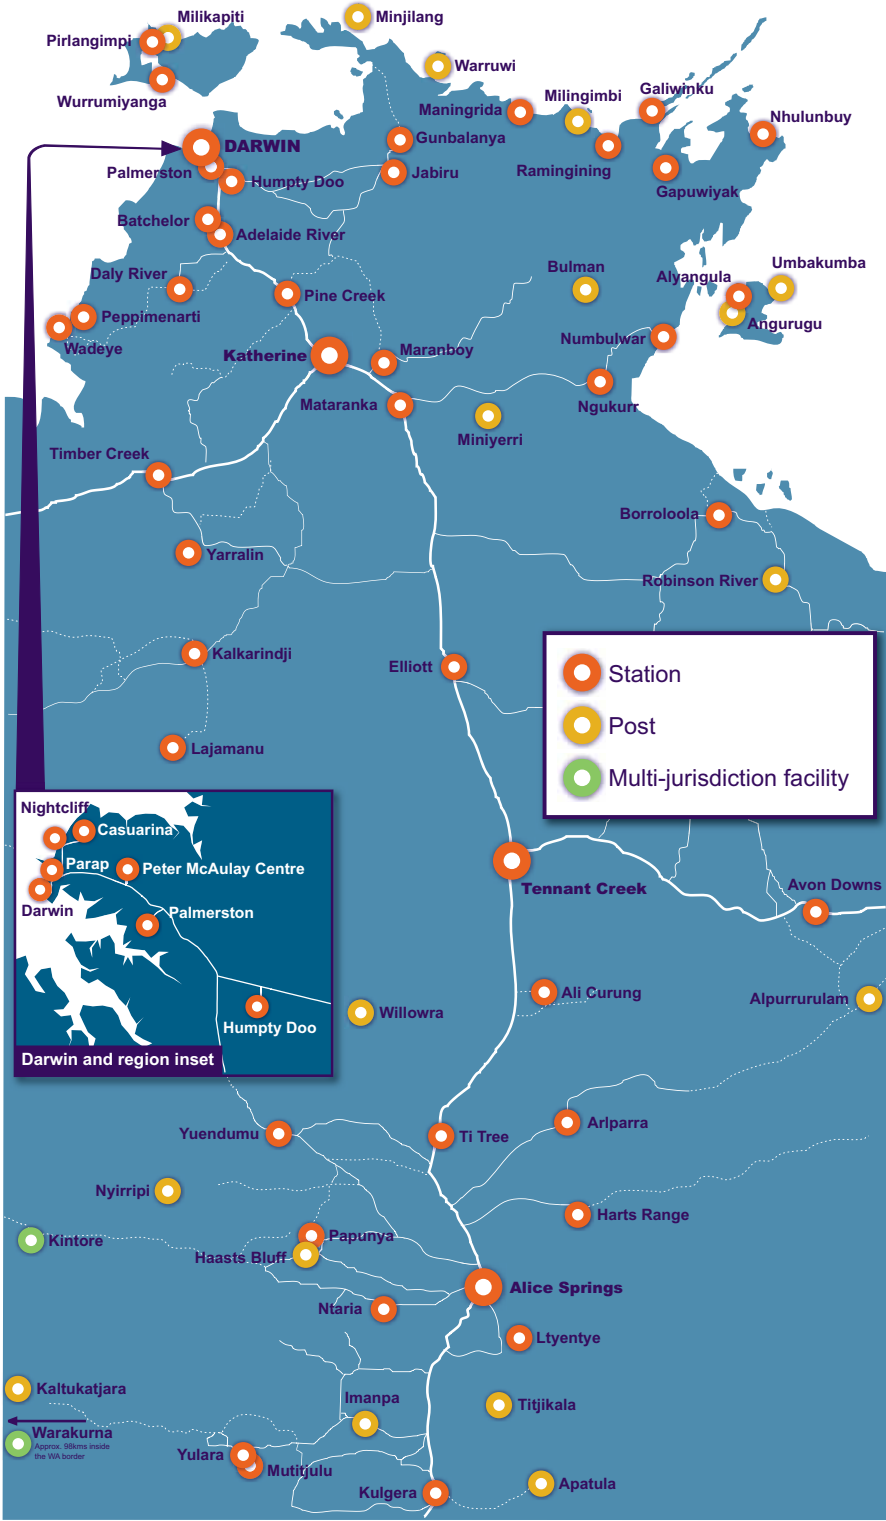 Milikapiti
Minjilang
Pirlangimpi
Warruwi
Wurrumiyanga
Maningrida
Milingimbi
Galiwinku
Nhulunbuy
DARWIN
Gunbalanya
Palmerston
Humpty Doo
Jabiru
Ramingining
Gapuwiyak
Batchelor
Adelaide River
Daly River
Pine Creek
Bulman
Alyangula
Umbakumba
Peppimenarti
Wadeye
Angurugu
Numbulwar
Katherine
Maranboy
Mataranka
Ngukurr
Miniyerri
Timber Creek
Borroloola
Yarralin
Robinson River
Kalkarindji
Elliott
Station
Post
Multi-jurisdiction facility
Lajamanu
Nightcliff
Casuarina
Parap
Peter McAulay Centre
Darwin
Palmerston
Humpty Doo
Darwin and region inset
Tennant Creek
Avon Downs
Ali Curung
Alpurrurulam
Willowra
Yuendumu
Ti Tree
Arlparra
Nyirripi
Harts Range
Kintore
Papunya
Haasts Bluff
Alice Springs
Ntaria
Ltyentye
Kaltukatjara
Imanpa
Titjikala
Warakurna
Approx. 98kms inside
the WA border
Yulara
Mutitjulu
Kulgera
Apatula